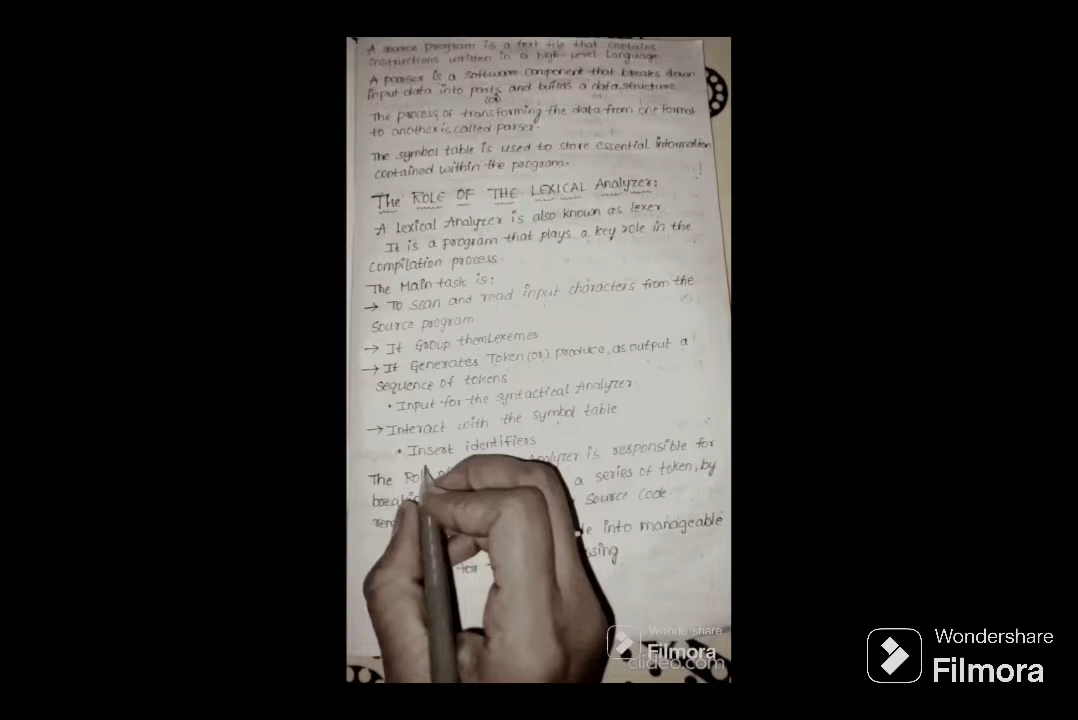 A source program is a text file that contales
instructions written in a high-level Language
A parser is a software component that breaks down
input data into parts and builds a data structure
(or)
The process of transforming the data from one format
to another is called parser.
The symbol table is used to store essential information
contained within the program.
The ROLE OF THE LEXICAL Analyzer:
A Lexical Analyzer is also known as lexer
It is a program that plays a key role in the
compilation process.
The Main task is:
→ To scan and read input characters from the
Source program
→ It Group them Lexemes
→ It Generates Token (or) produce, as output a
sequence of tokens
• Input for the syntactical Analyzer.
→ Interact with the symbol table
• Insert identifiers
The Rol is responsible for
a series of token, by
Source Code.
into manageable
Wondershare
Filmora
clideo.com
Wondershare
Filmora